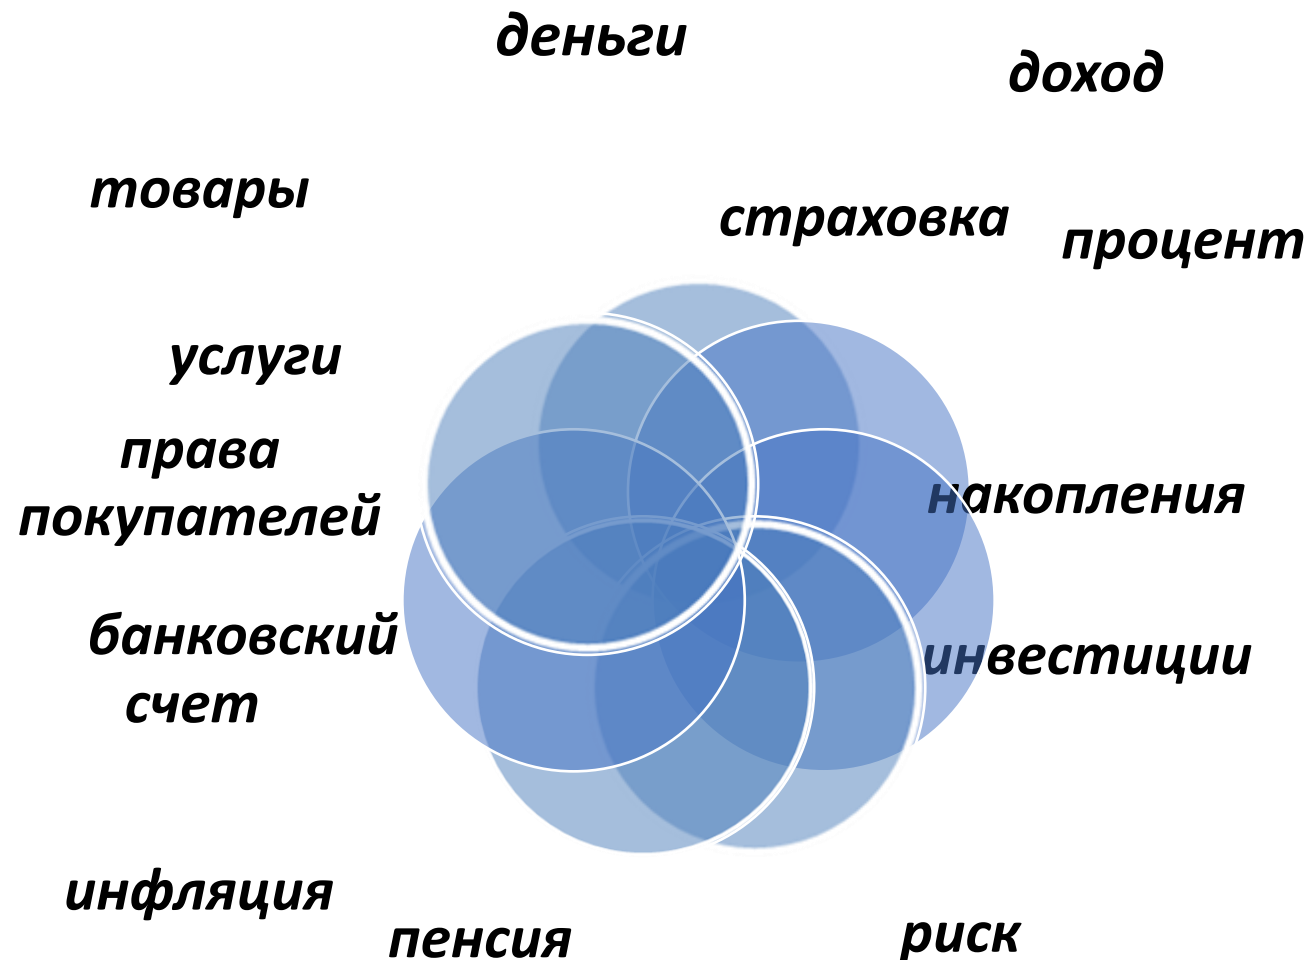 деньги
доход
товары
страховка
процент
услуги
права
покупателей
накопления
банковский
счет
инвестиции
инфляция
пенсия
риск